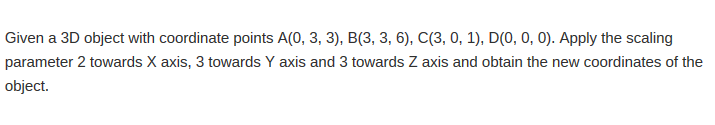 Given a 3D object with coordinate points A(0, 3, 3), B(3, 3, 6), C(3, 0, 1), D(0, 0, 0). Apply the scaling
parameter 2 towards X axis, 3 towards Y axis and 3 towards Z axis and obtain the new coordinates of the
object.